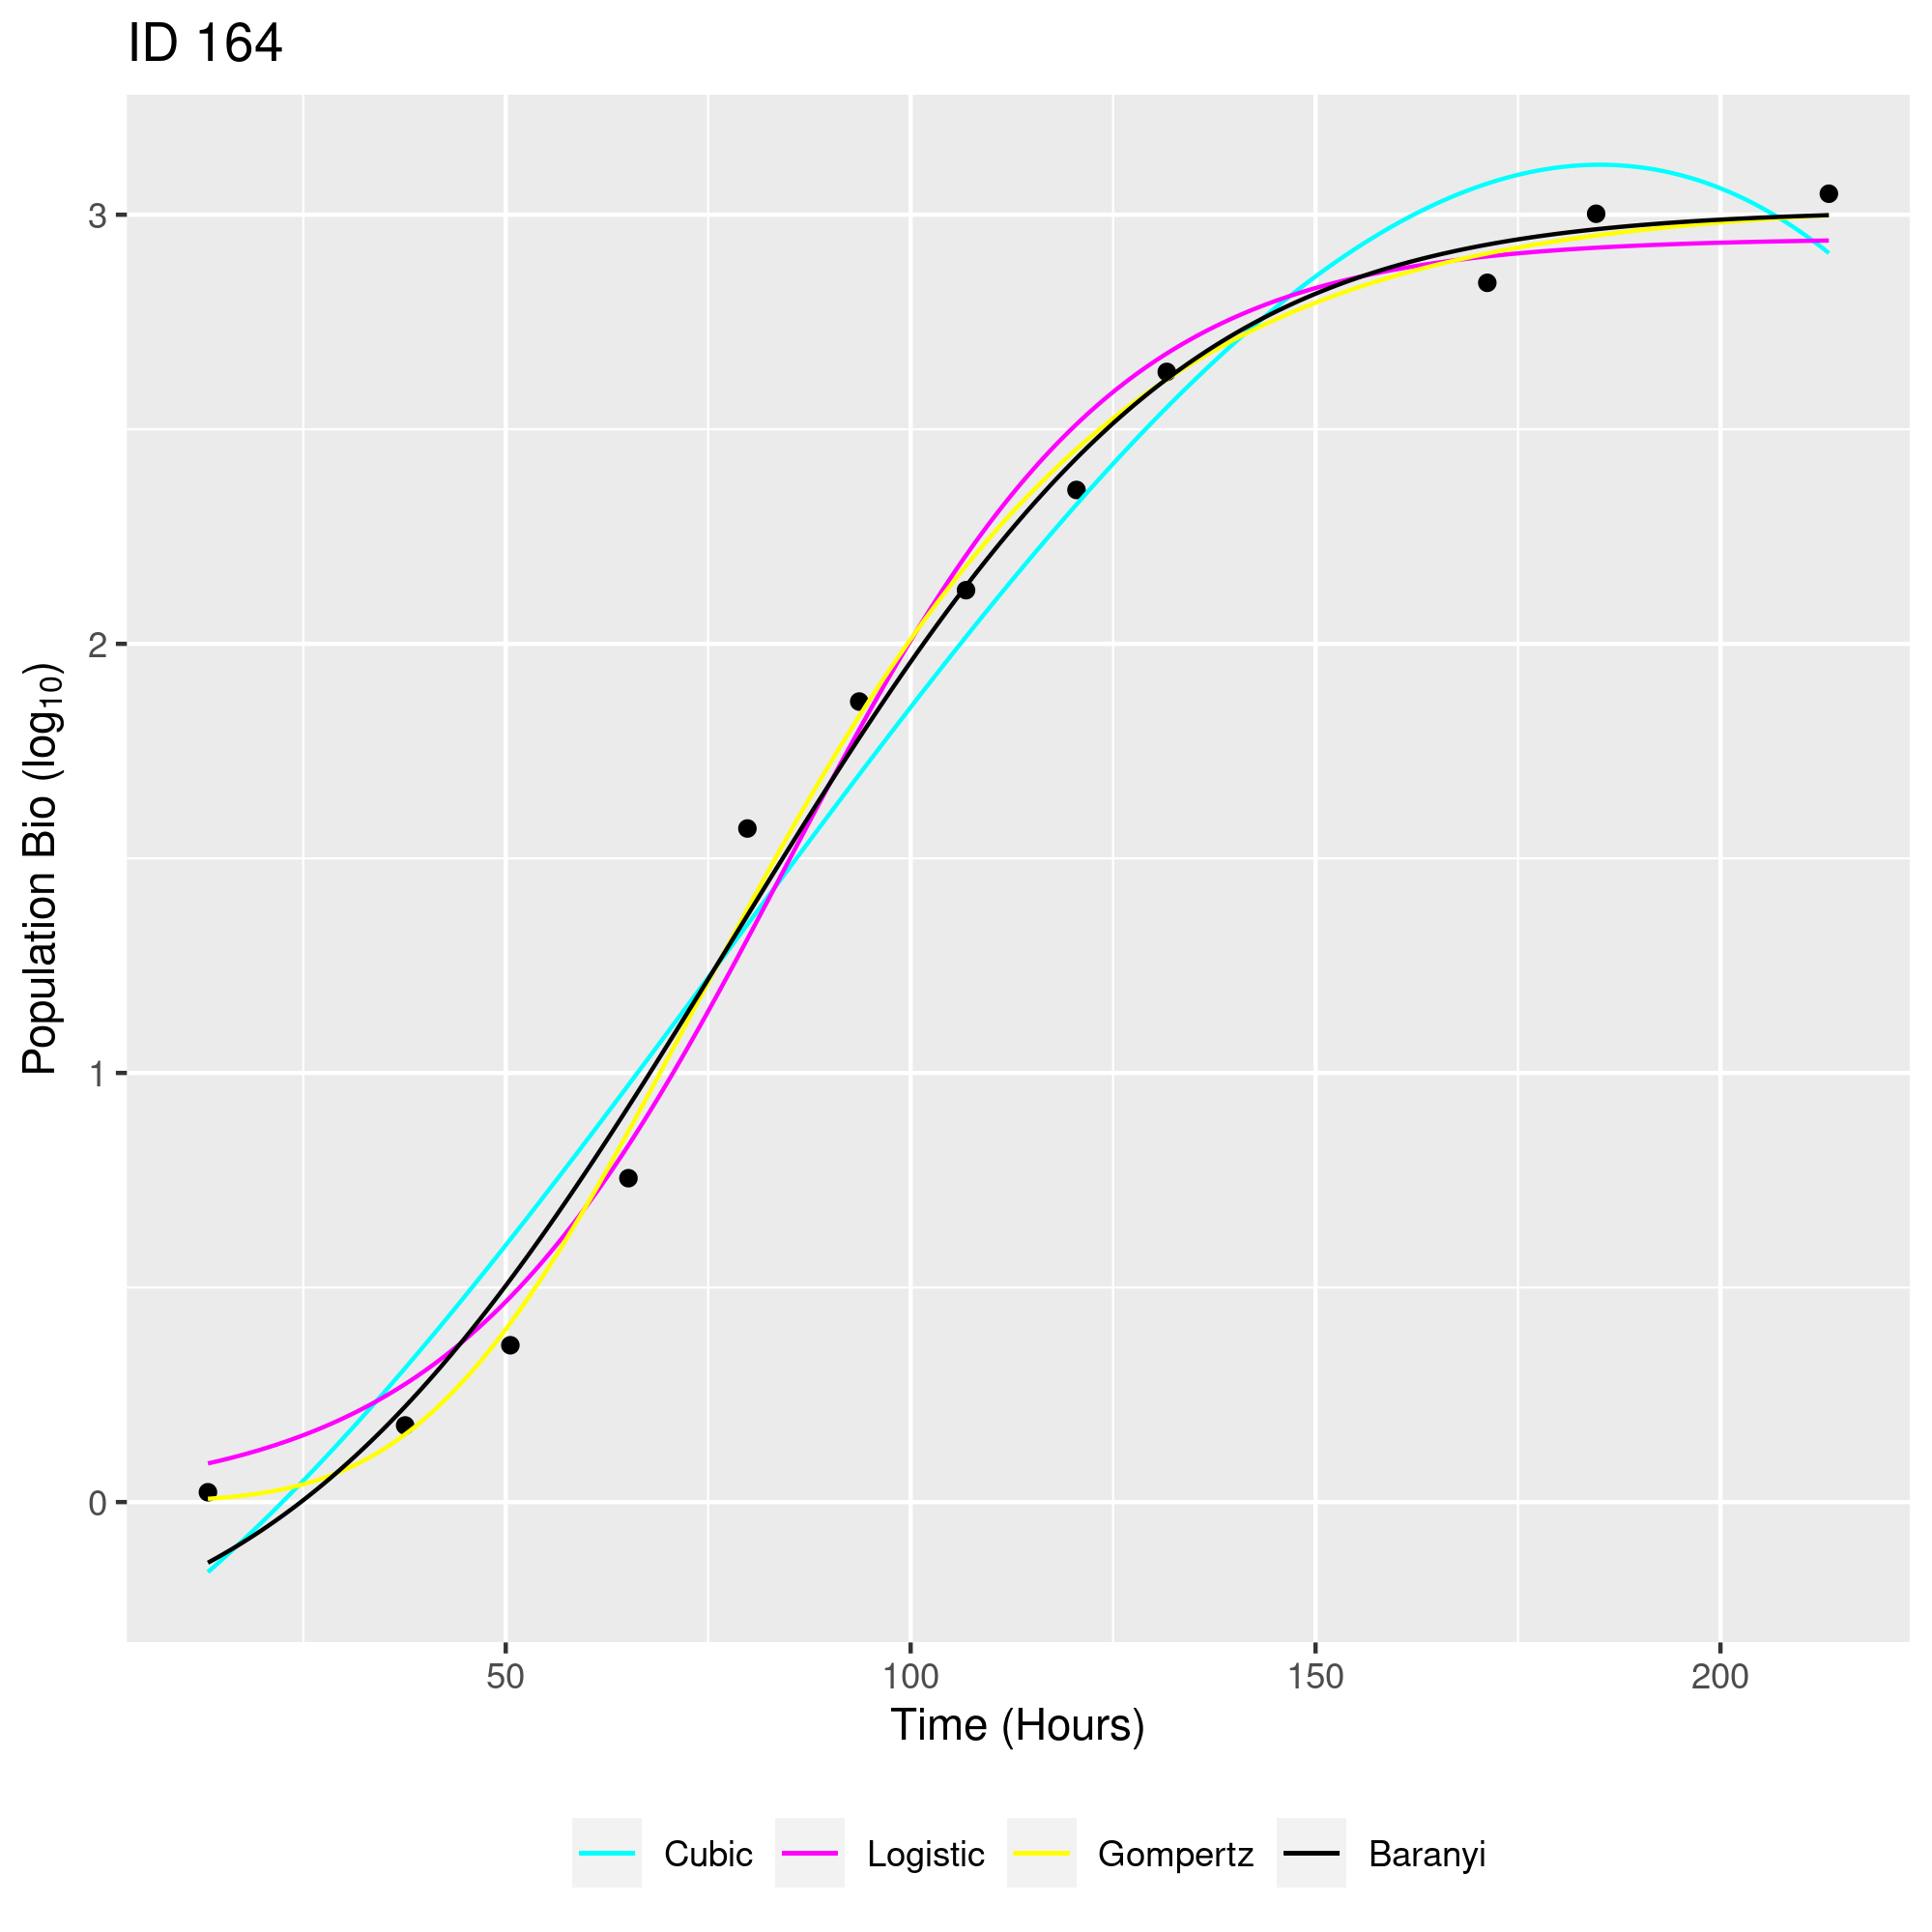 ID 164
Population Bio (log₁₀)
3
2
1
0
50 100 150 200
Time (Hours)
Cubic Logistic Gompertz Baranyi